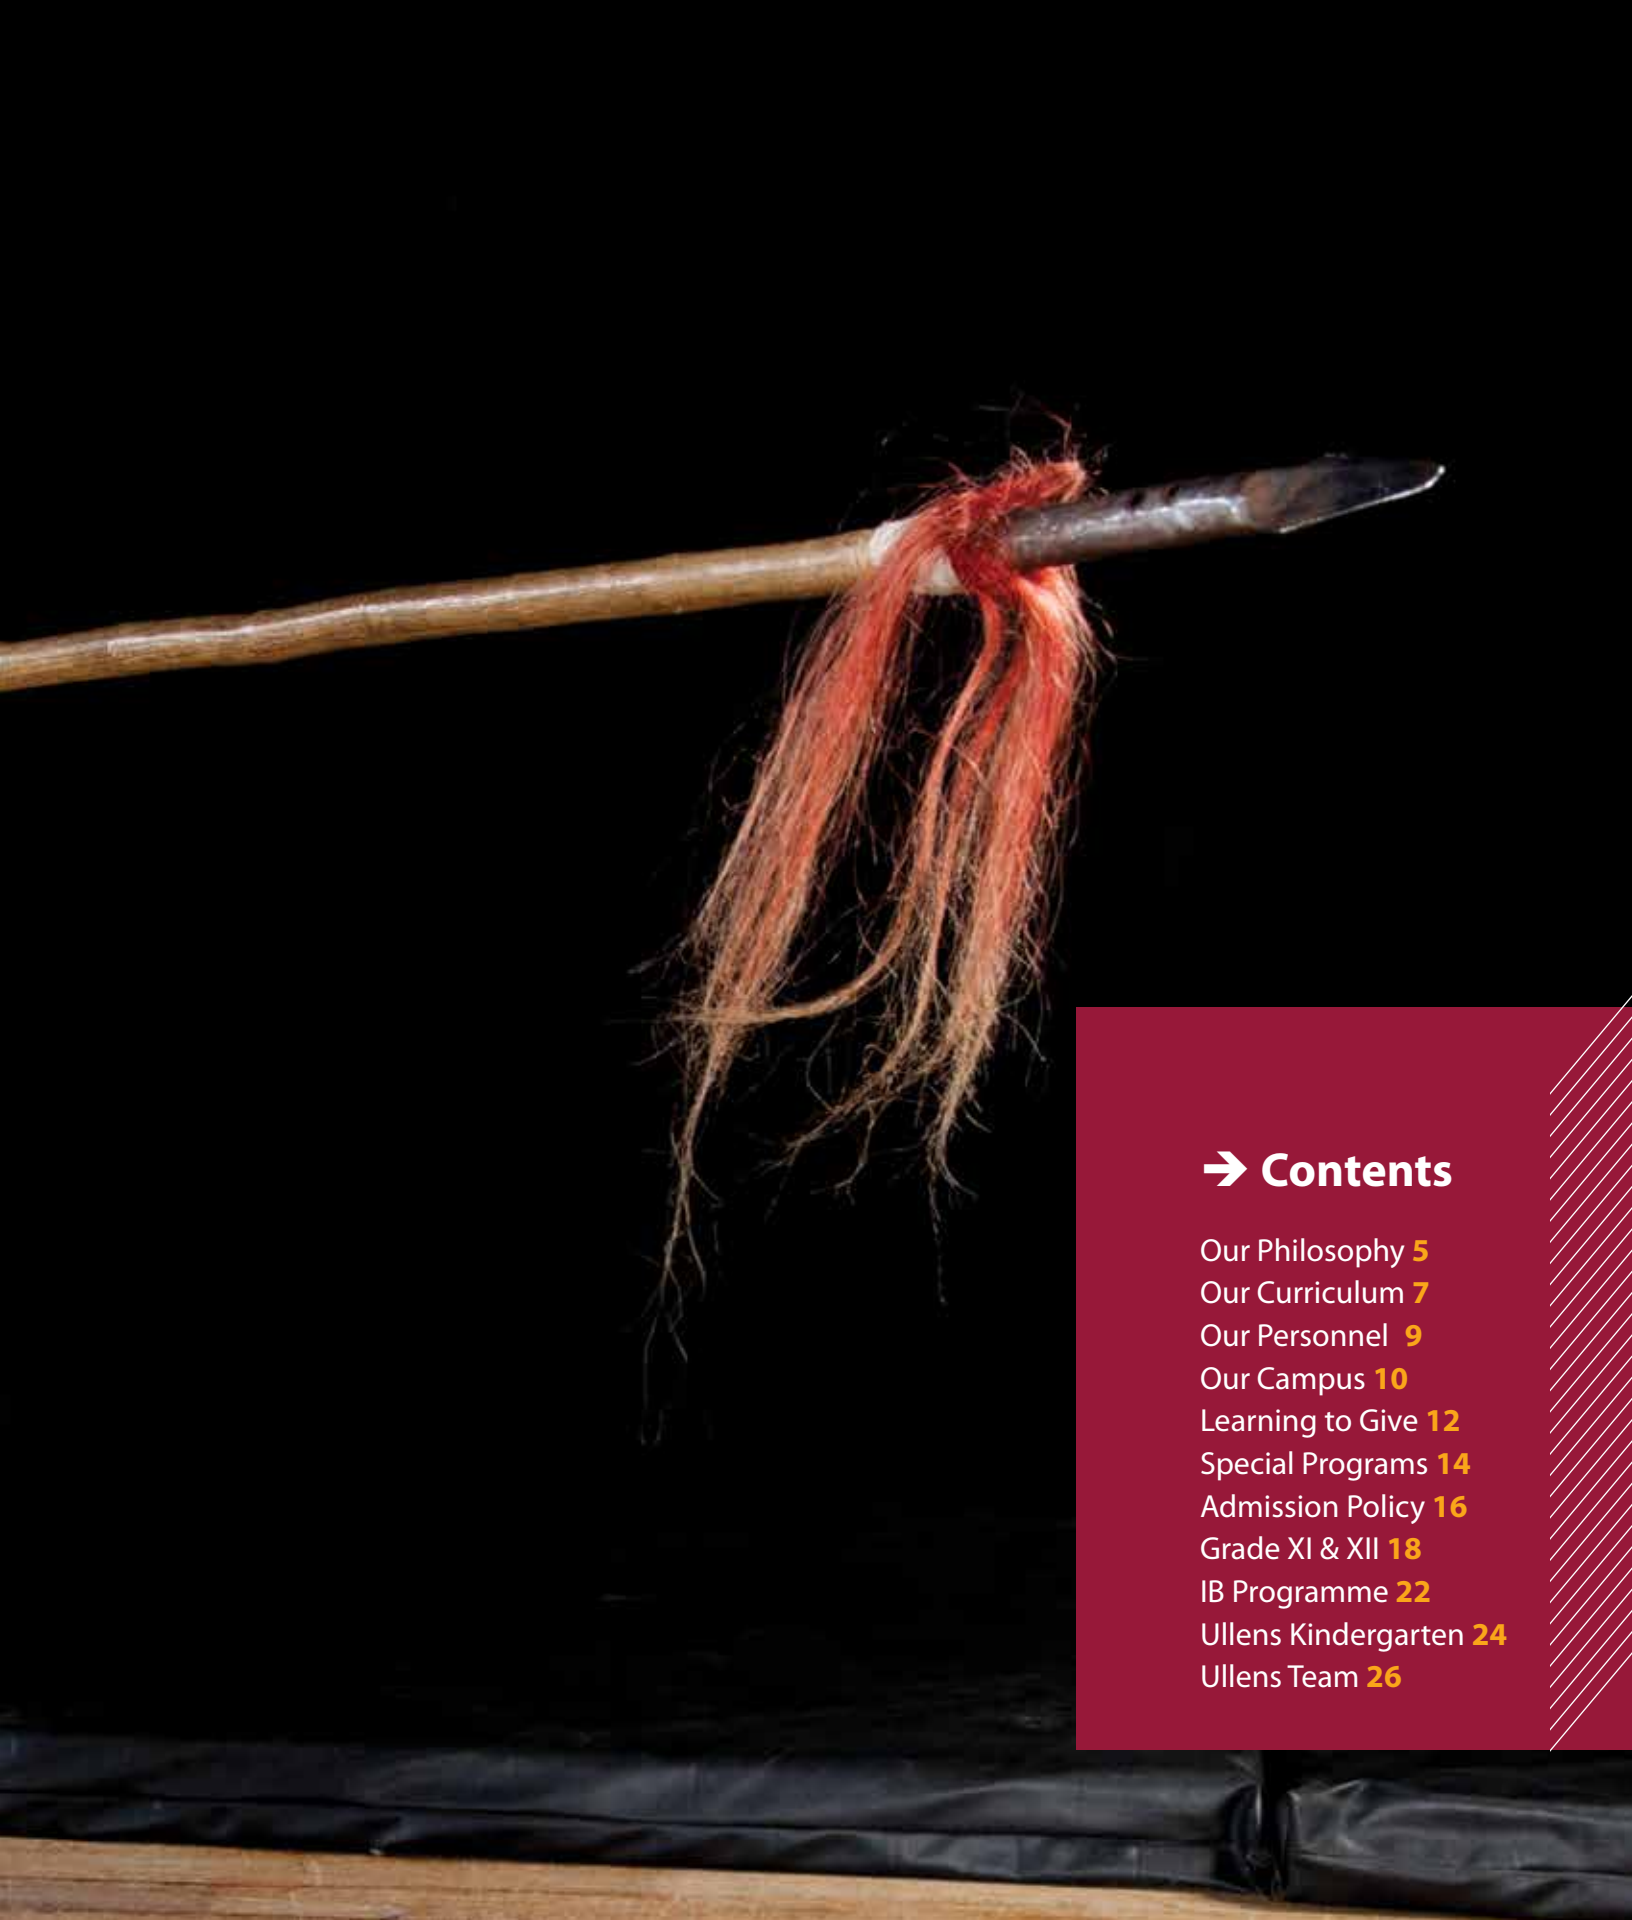 → Contents
Our Philosophy 5
Our Curriculum 7
Our Personnel 9
Our Campus 10
Learning to Give 12
Special Programs 14
Admission Policy 16
Grade XI & XII 18
IB Programme 22
Ullens Kindergarten 24
Ullens Team 26